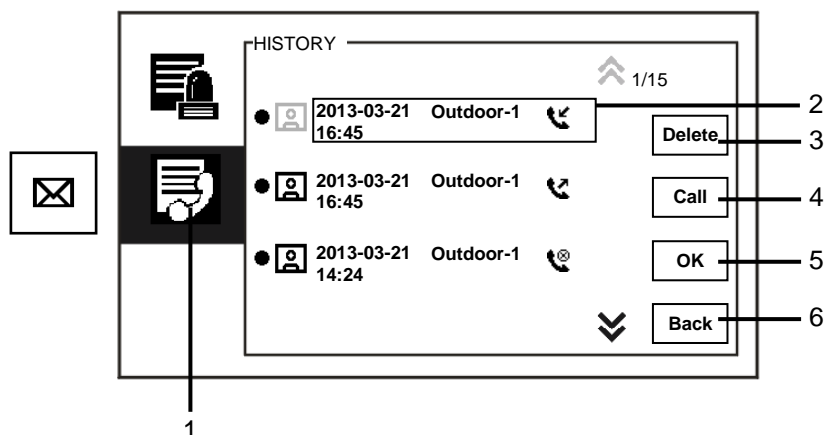 HISTORY
1/15
2013-03-21 Outdoor-1
16:45
2
Delete
3
2013-03-21 Outdoor-1
16:45
Call
4
2013-03-21 Outdoor-1
14:24
OK
5
Back
6
1